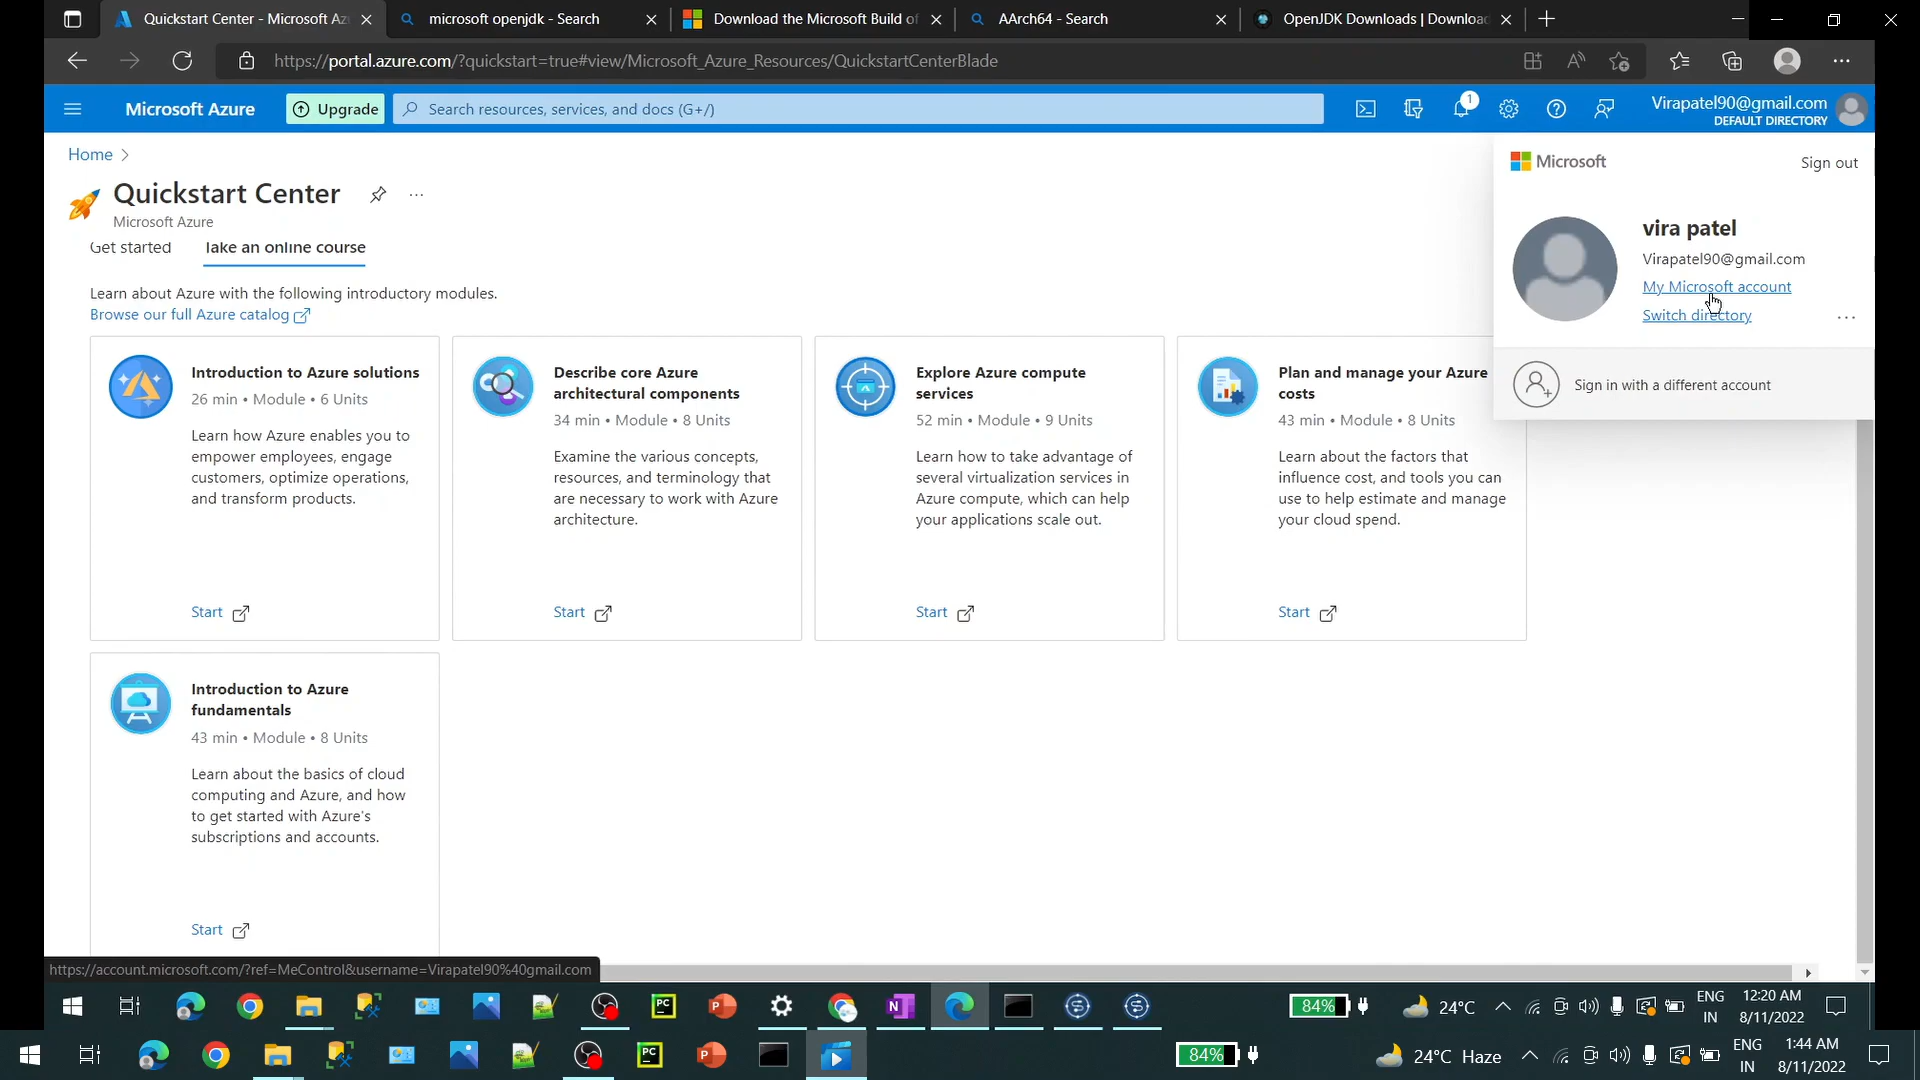 Quickstart Center - Microsoft Az
microsoft openjdk - Search
Download the Microsoft Build of
AArch64 - Search
OpenJDK Downloads | Download
https://portal.azure.com/?quickstart=true#view/Microsoft_Azure_Resources/QuickstartCenterBlade
Microsoft Azure
Upgrade
Search resources, services, and docs (G+/)
1
Virapatel90@gmail.com
DEFAULT DIRECTORY
Home
Quickstart Center
Microsoft Azure
Get started
Take an online course
Microsoft
Sign out
vira patel
Virapatel90@gmail.com
My Microsoft account
Switch directory
Sign in with a different account
Learn about Azure with the following introductory modules.
Browse our full Azure catalog
Introduction to Azure solutions
26 min • Module • 6 Units
Learn how Azure enables you to
empower employees, engage
customers, optimize operations,
and transform products.
Start
Describe core Azure
architectural components
34 min • Module • 8 Units
Examine the various concepts,
resources, and terminology that
are necessary to work with Azure
architecture.
Start
Explore Azure compute
services
52 min • Module • 9 Units
Learn how to take advantage of
several virtualization services in
Azure compute, which can help
your applications scale out.
Start
Plan and manage your Azure
costs
43 min • Module • 8 Units
Learn about the factors that
influence cost, and tools you can
use to help estimate and manage
your cloud spend.
Start
Introduction to Azure
fundamentals
43 min • Module • 8 Units
Learn about the basics of cloud
computing and Azure, and how
to get started with Azure's
subscriptions and accounts.
Start
https://account.microsoft.com/?ref=MeControl&username=Virapatel90%40gmail.com
PC
84%
24°C
ENG
IN
12:20 AM
8/11/2022
PC
84%
24°C Haze
ENG
IN
1:44 AM
8/11/2022